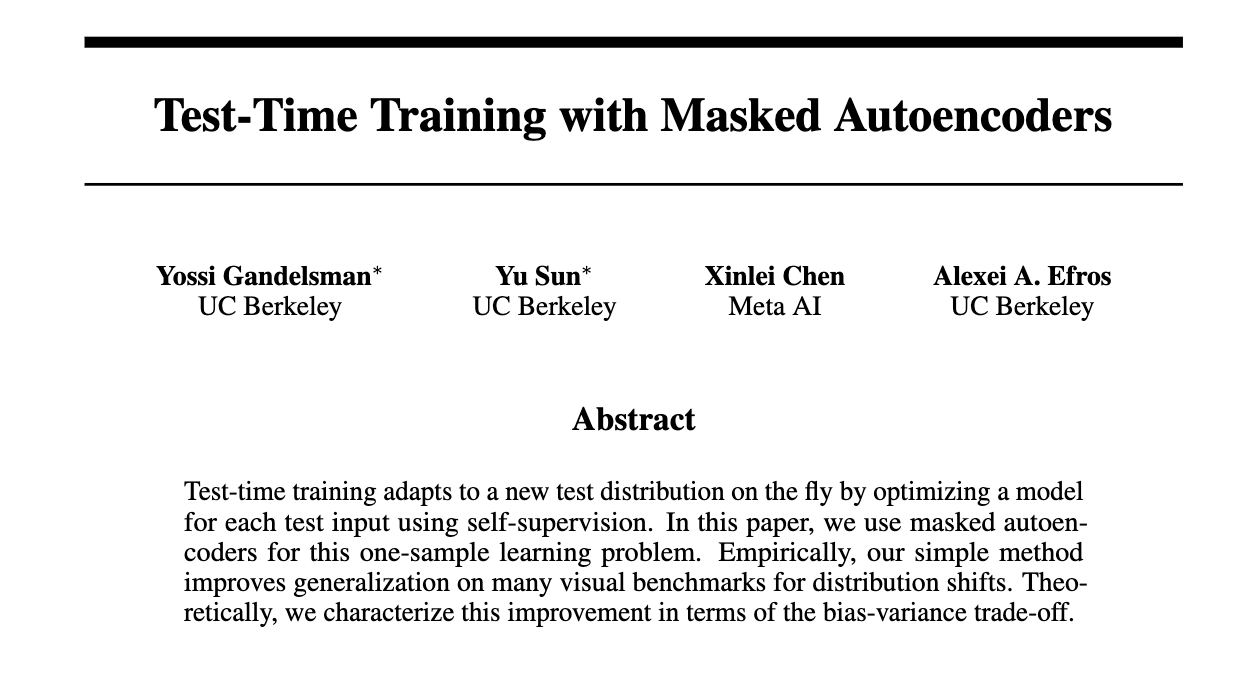 Test-Time Training with Masked Autoencoders
Yossi Gandelsman* Yu Sun* Xinlei Chen Alexei A. Efros
UC Berkeley UC Berkeley Meta AI UC Berkeley
Abstract
Test-time training adapts to a new test distribution on the fly by optimizing a model
for each test input using self-supervision. In this paper, we use masked autoen-
coders for this one-sample learning problem. Empirically, our simple method
improves generalization on many visual benchmarks for distribution shifts. Theo-
retically, we characterize this improvement in terms of the bias-variance trade-off.